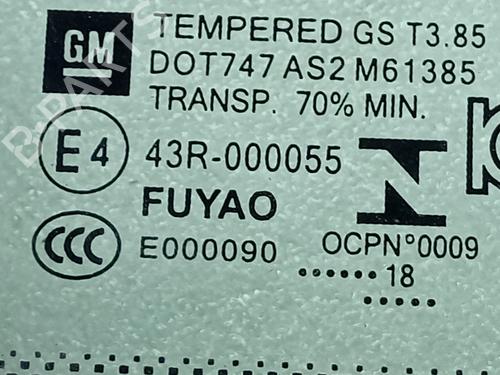 GM
TEMPERED GS T3.85
DOT747 AS2 M61385
TRANSP. 70% MIN.
E4
43R-000055
FUYAO
CCC
E000090
OCPN°0009
•••••• 18
•••••
B-PARTS